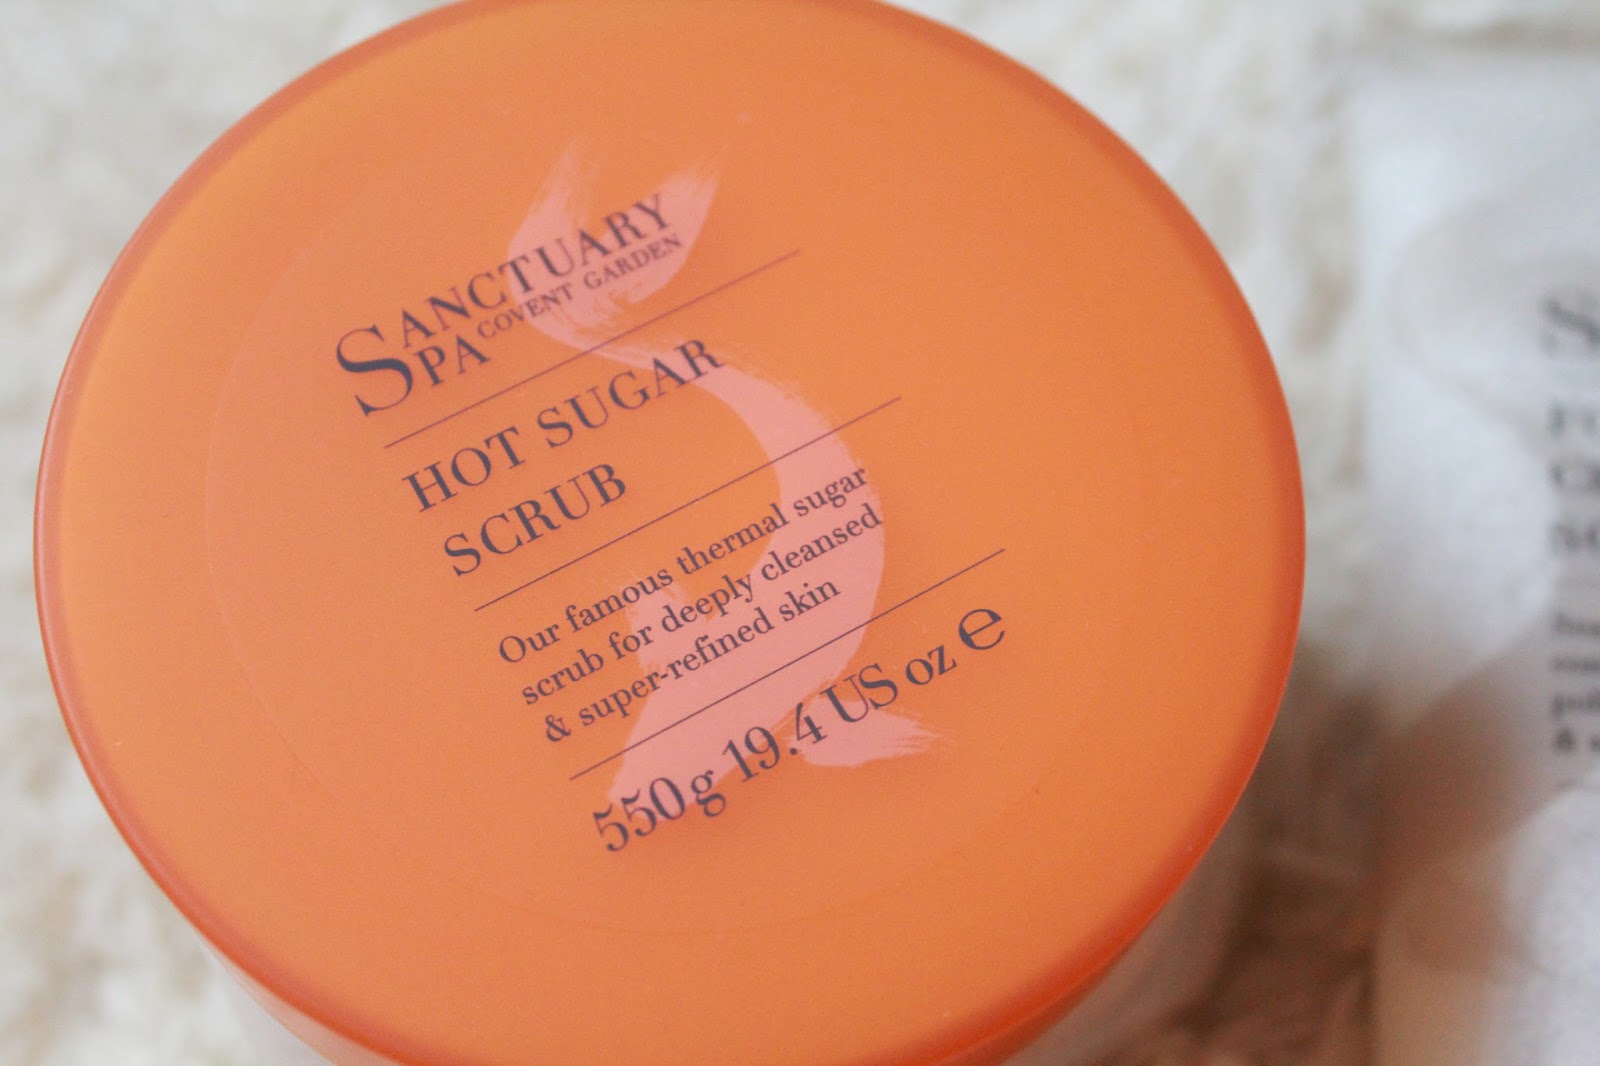 SANCTUARY
SPA COVENT GARDEN
HOT SUGAR
SCRUB
Our famous thermal sugar
scrub for deeply cleansed
& super-refined skin
550g 19.4 US oz ℮